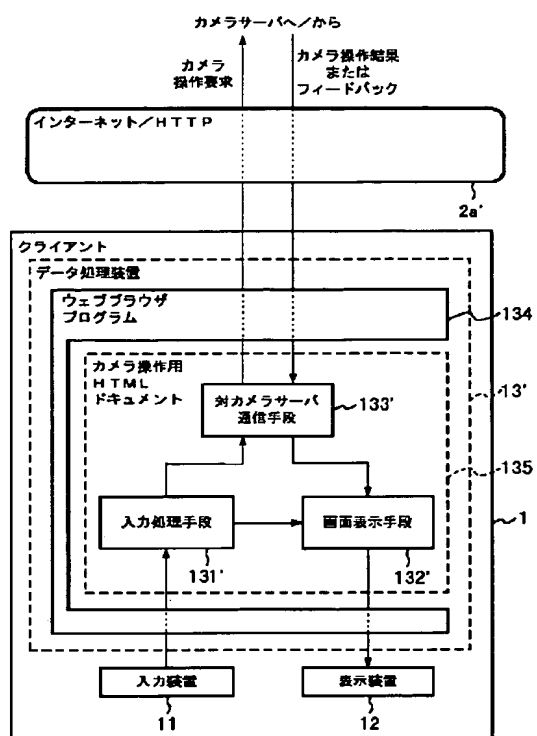 カメラサーバへ/から
カメラ
操作要求
カメラ操作結果
または
フィードバック
インターネット/HTTP
2a'
クライアント
データ処理装置
ウェブブラウザ
プログラム
134
カメラ操作用
HTML
ドキュメント
対カメラサーバ
通信手段
133'
13'
135
入力処理手段
131'
画面表示手段
132'
1
入力装置
11
表示装置
12